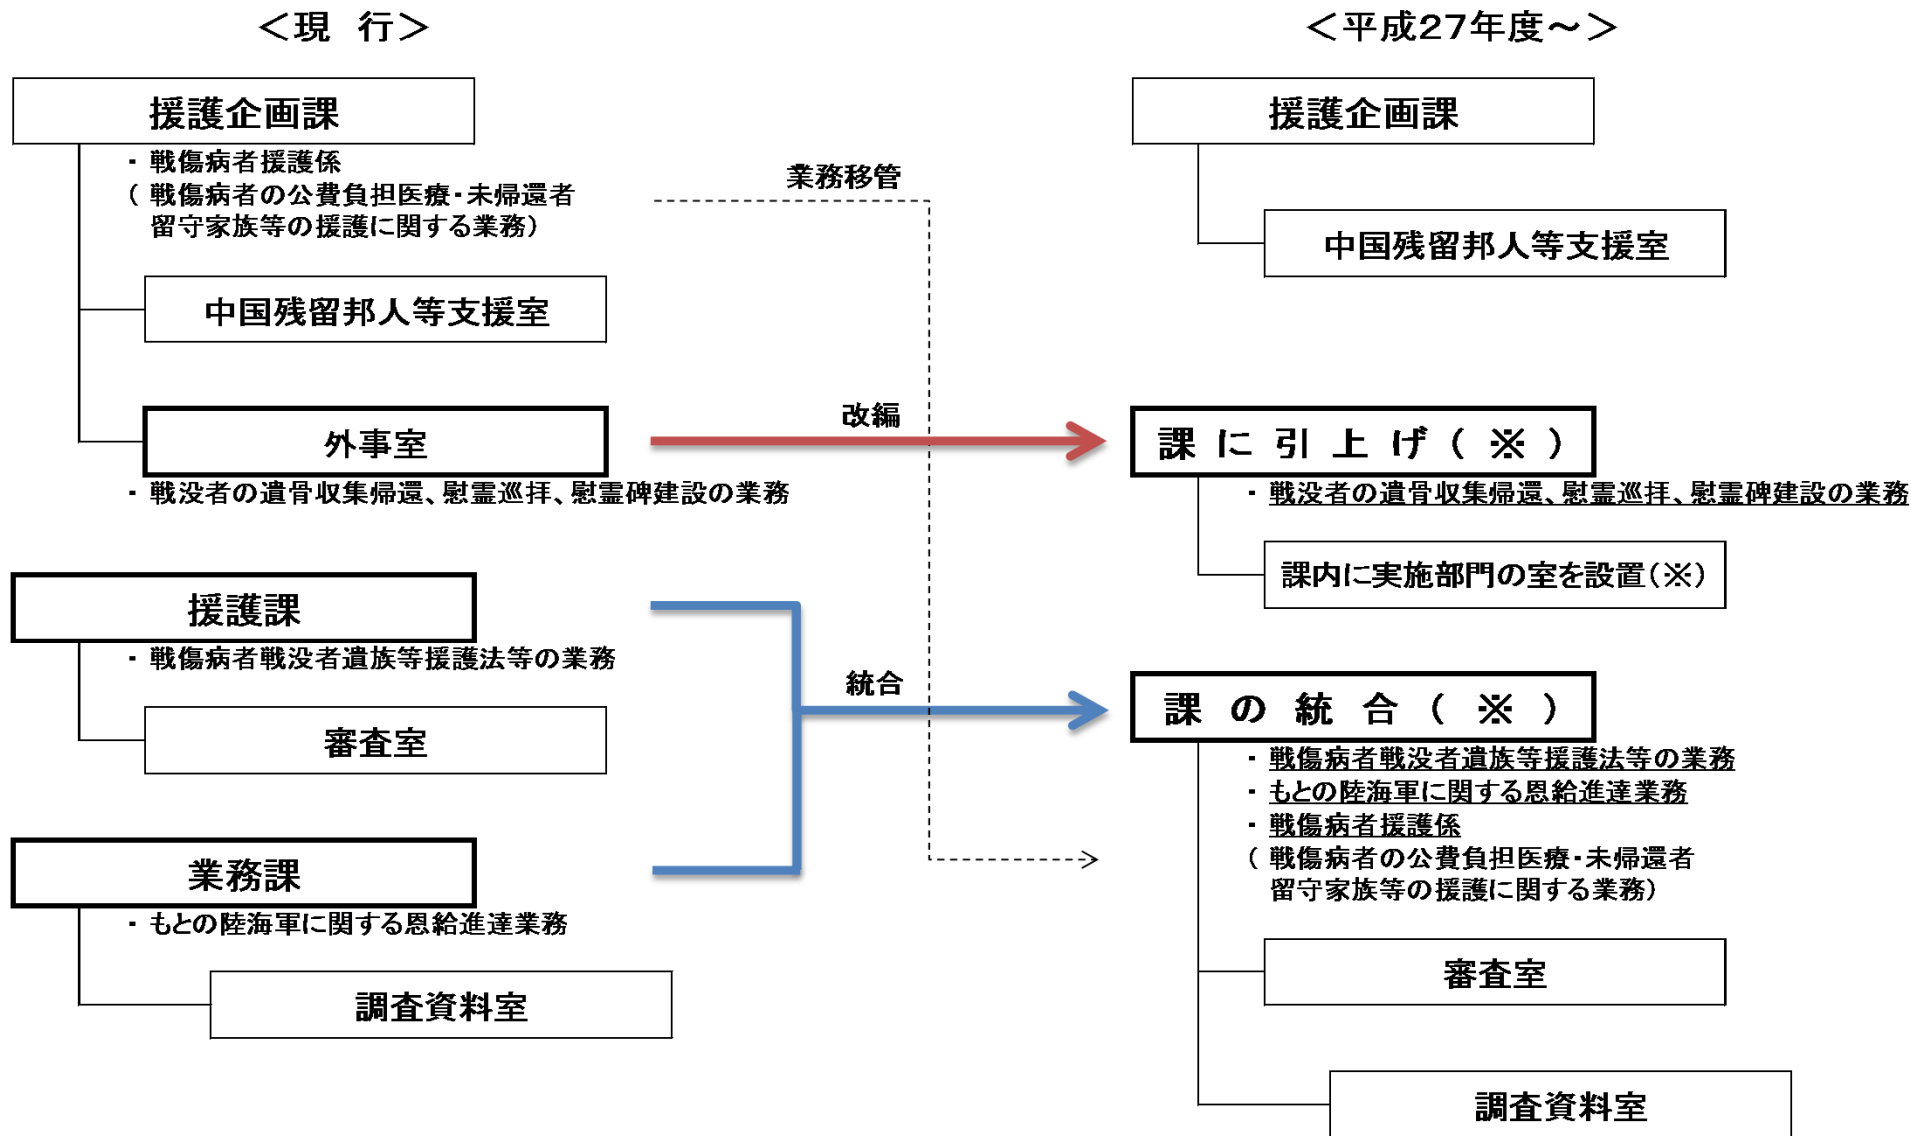 ＜現　行＞
援護企画課
・ 戦傷病者援護係
（ 戦傷病者の公費負担医療・未帰還者
留守家族等の援護に関する業務）
中国残留邦人等支援室
外事室
・ 戦没者の遺骨収集帰還、慰霊巡拝、慰霊碑建設の業務
援護課
・ 戦傷病者戦没者遺族等援護法等の業務
審査室
業務課
・ もとの陸海軍に関する恩給進達業務
調査資料室
業務移管
改編
統合
＜平成27年度～＞
援護企画課
中国残留邦人等支援室
課 に 引 上 げ （ ※ ）
・ 戦没者の遺骨収集帰還、慰霊巡拝、慰霊碑建設の業務
課内に実施部門の室を設置（※）
課 の 統 合 （ ※ ）
・ 戦傷病者戦没者遺族等援護法等の業務
・ もとの陸海軍に関する恩給進達業務
・ 戦傷病者援護係
（ 戦傷病者の公費負担医療・未帰還者
留守家族等の援護に関する業務）
審査室
調査資料室